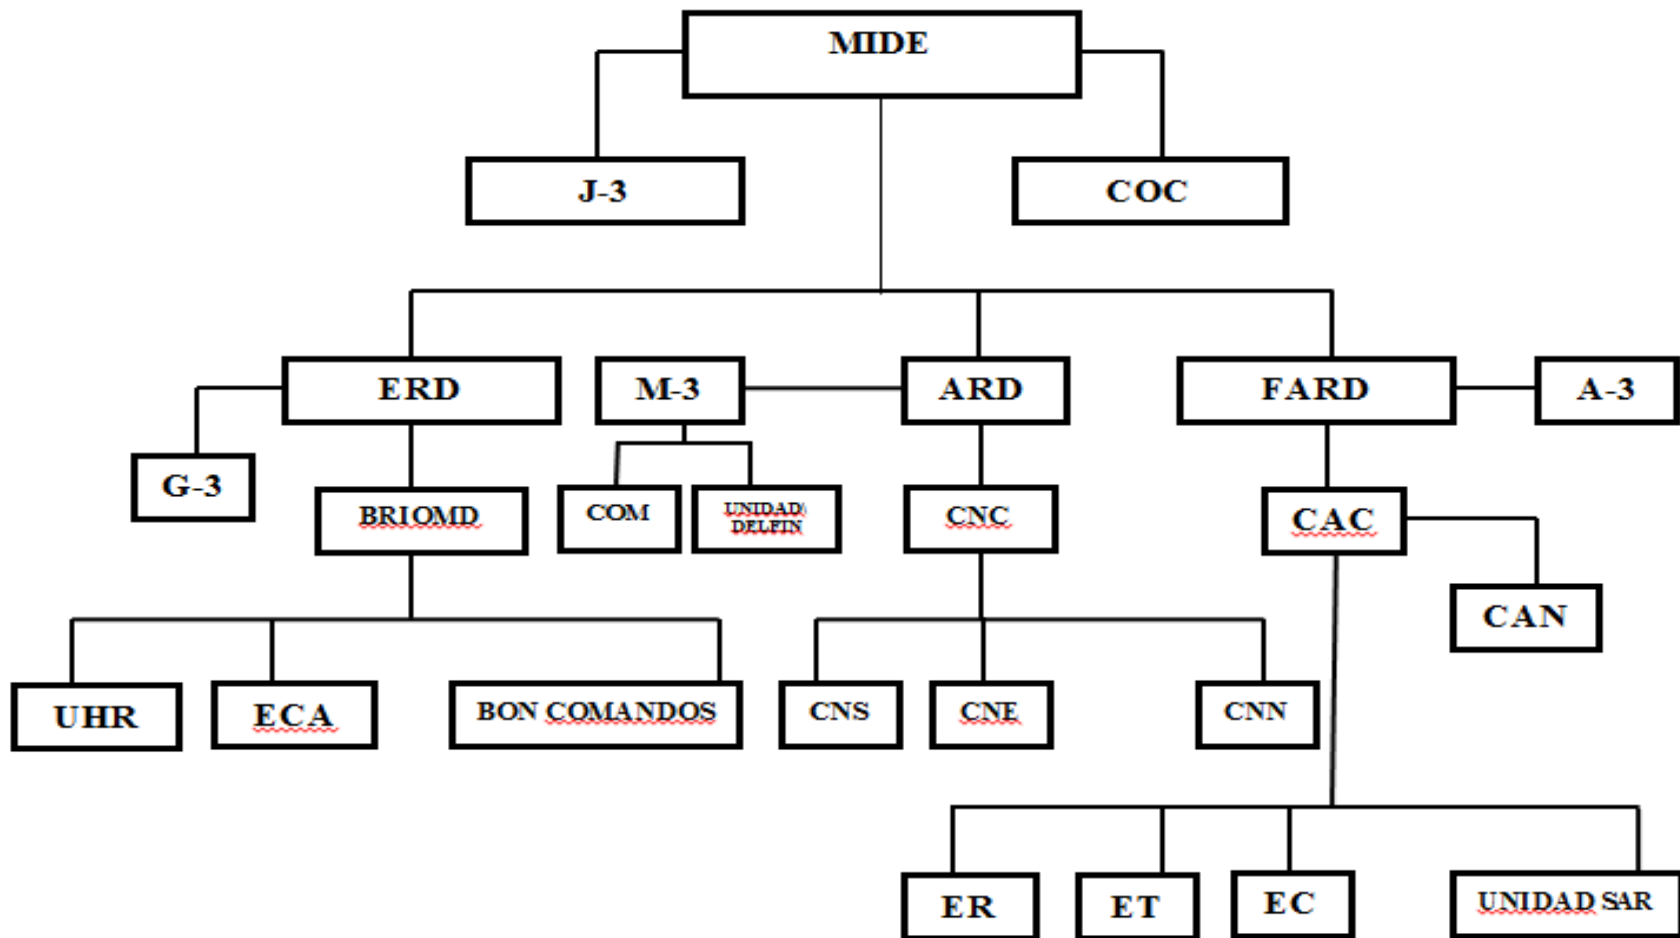 MIDE
J-3
COC
ERD
M-3
ARD
FARD
A-3
G-3
BRIOMD
COM
UNIDAD\
DELFIN
CNC
CAC
CAN
UHR
ECA
BON COMANDOS
CNS
CNE
CNN
ER
ET
EC
UNIDAD SAR